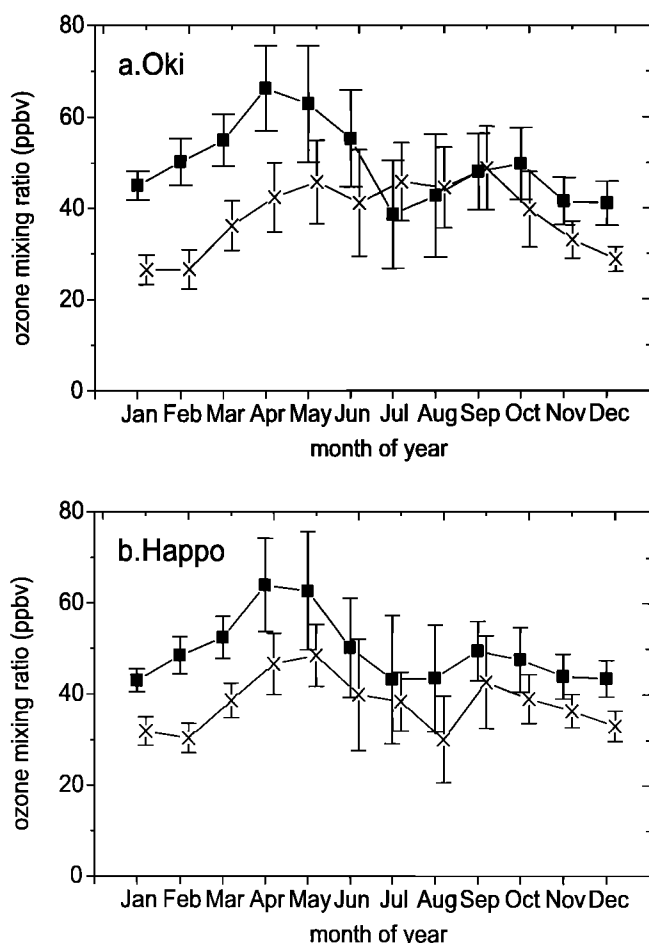 a.Oki
ozone mixing ratio (ppbv)
80
60
40
20
0
Jan Feb Mar Apr May Jun Jul Aug Sep Oct Nov Dec
month of year
b.Happo
ozone mixing ratio (ppbv)
80
60
40
20
0
Jan Feb Mar Apr May Jun Jul Aug Sep Oct Nov Dec
month of year